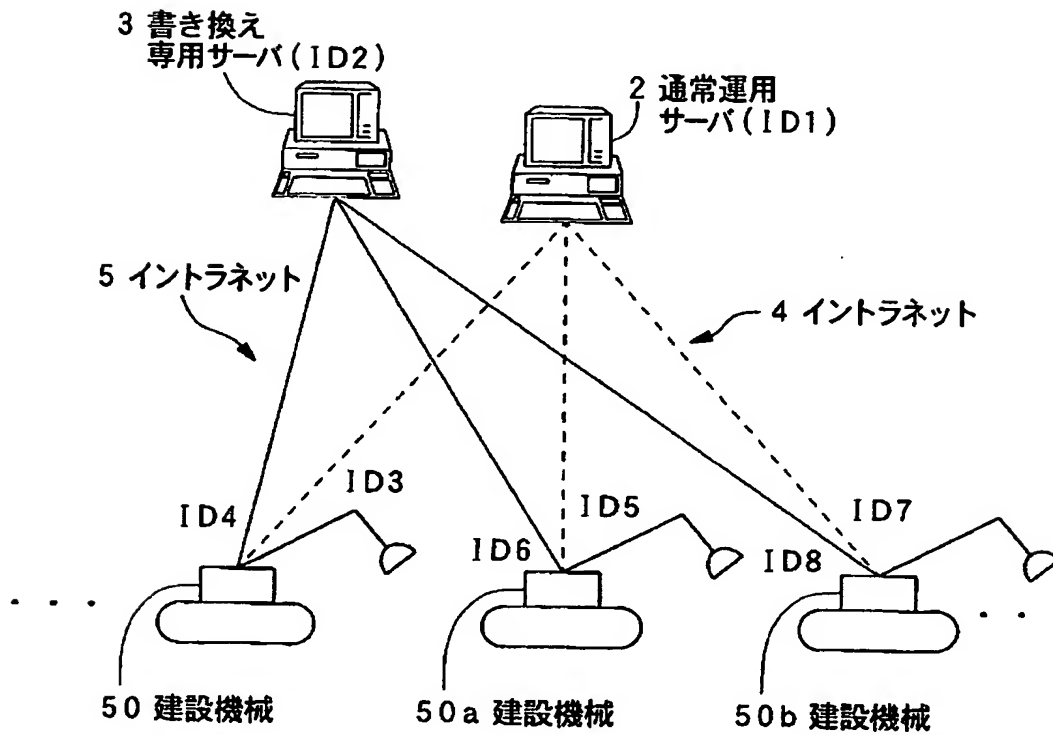 3 書き換え
専用サーバ(ID2)
2 通常運用
サーバ(ID1)
5 イントラネット
4 イントラネット
ID4
ID3
ID6
ID5
ID8
ID7
50 建設機械
50a 建設機械
50b 建設機械